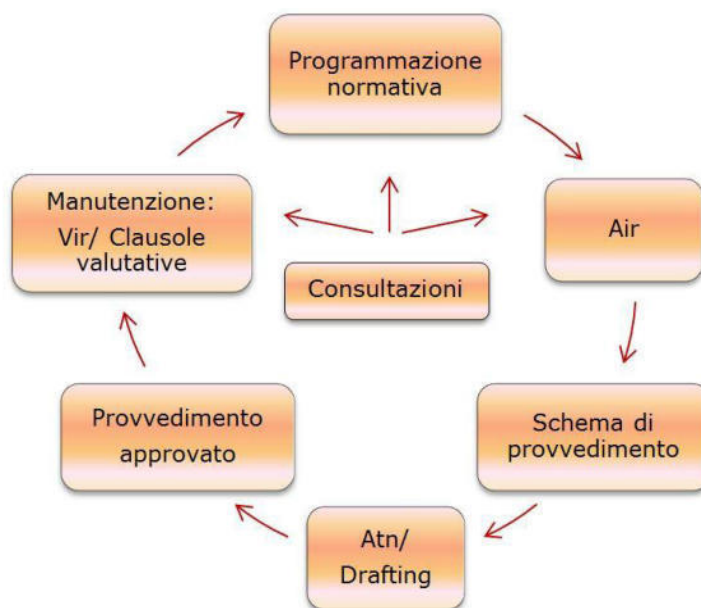 Programmazione
normativa
Manutenzione:
Vir/ Clausole
valutative
Air
Consultazioni
Provvedimento
approvato
Schema di
provvedimento
Atn/
Drafting